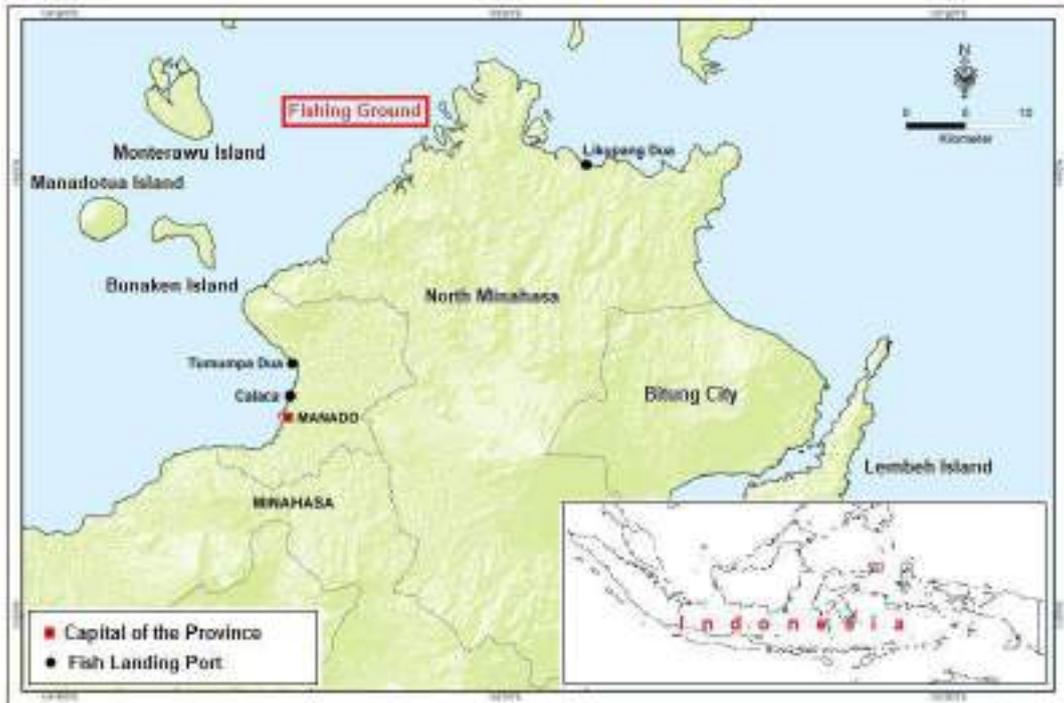 N
Fishing Ground
0 10
Kilometer
Monterawu Island
Likupang Dua
Manadotua Island
Bunaken Island
North Minahasa
Tumumpa Dua
Calaca
MANADO
Bitung City
Lembeh Island
MINAHASA
Indonesia
Capital of the Province
Fish Landing Port